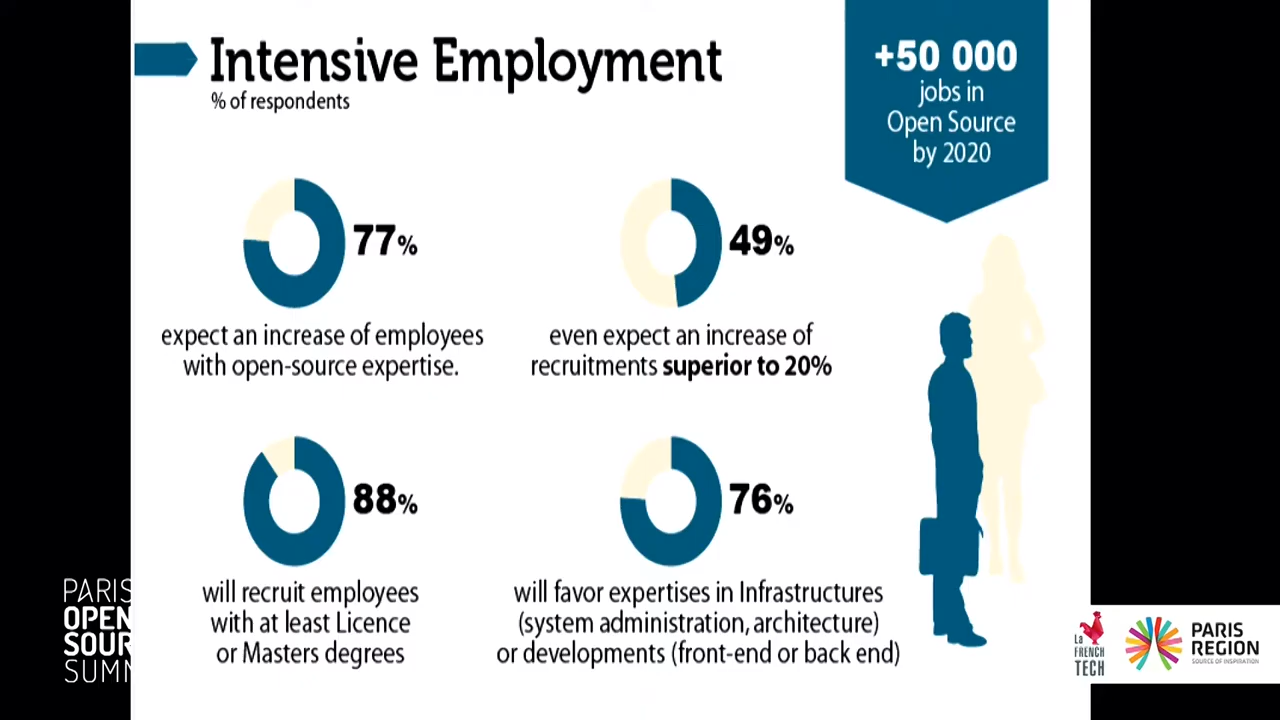 Intensive Employment
% of respondents
+50 000
jobs in
Open Source
by 2020
77%
expect an increase of employees
with open-source expertise.
49%
even expect an increase of
recruitments superior to 20%
88%
will recruit employees
with at least Licence
or Masters degrees
76%
will favor expertises in Infrastructures
(system administration, architecture)
or developments (front-end or back end)
PARIS
OPEN
SOUR
SUMM
La
FRENCH
TECH
PARIS
REGION
SOURCE OF INSPIRATION